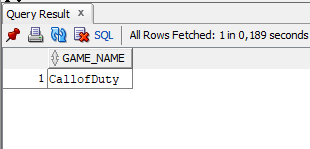 Query Result
SQL | All Rows Fetched: 1 in 0,189 seconds
GAME_NAME
1 CallofDuty